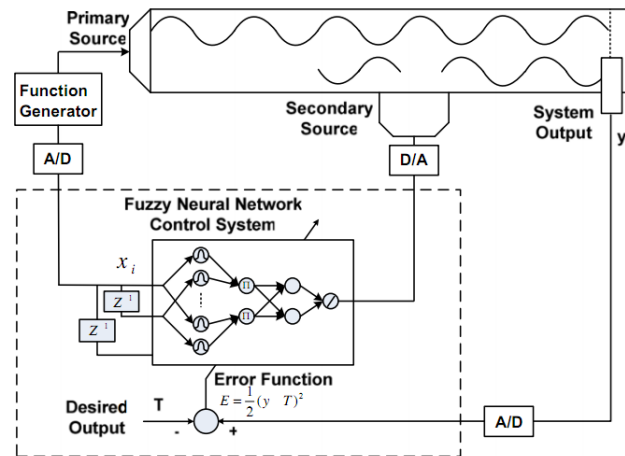 Primary
Source
Function
Generator
A/D
Secondary
Source
D/A
System
Output
y
Fuzzy Neural Network
Control System
x i
Z 1
Z 1
Π
Π
Error Function
E = 1/2 (y T)²
Desired
Output
T
-
+
A/D